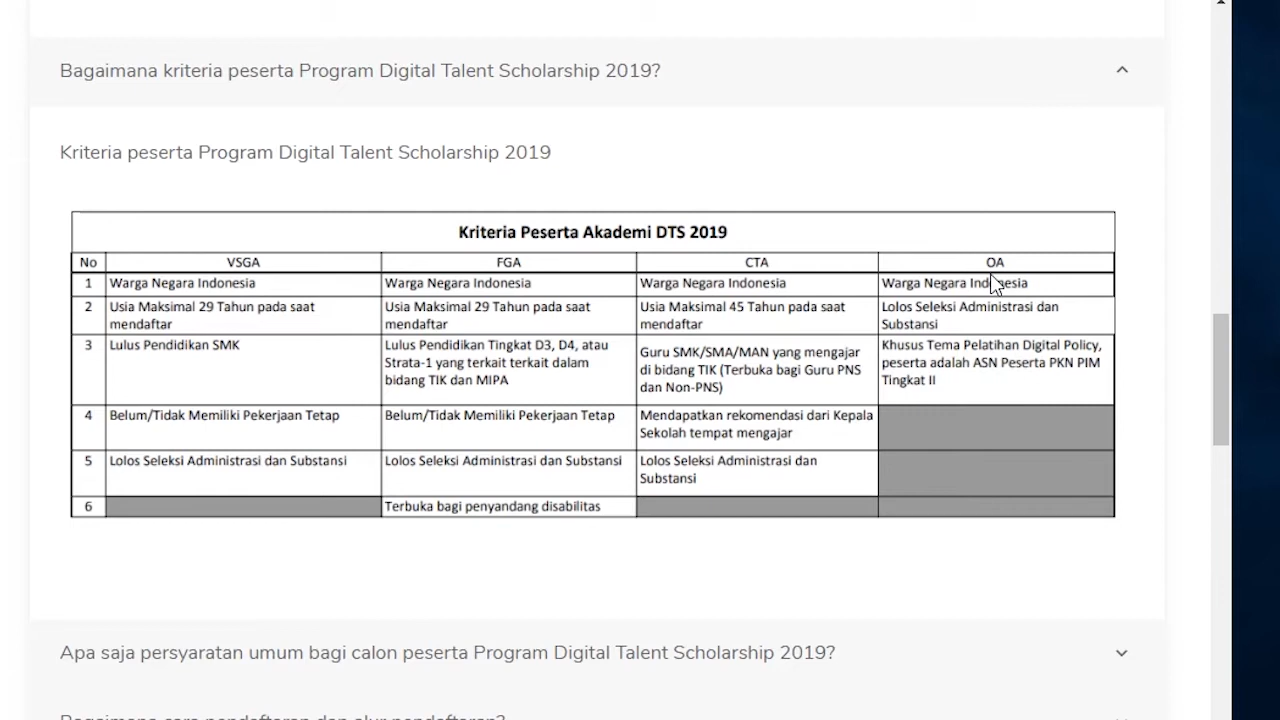 Bagaimana kriteria peserta Program Digital Talent Scholarship 2019?
Kriteria peserta Program Digital Talent Scholarship 2019
Kriteria Peserta Akademi DTS 2019
No VSGA FGA CTA OA
1 Warga Negara Indonesia Warga Negara Indonesia Warga Negara Indonesia Warga Negara Indonesia
2 Usia Maksimal 29 Tahun pada saat Usia Maksimal 29 Tahun pada saat Usia Maksimal 45 Tahun pada saat Lolos Seleksi Administrasi dan
mendaftar mendaftar mendaftar Substansi
3 Lulus Pendidikan SMK Lulus Pendidikan Tingkat D3, D4, atau Guru SMK/SMA/MAN yang mengajar Khusus Tema Pelatihan Digital Policy,
Strata-1 yang terkait terkait dalam di bidang TIK (Terbuka bagi Guru PNS peserta adalah ASN Peserta PKN PIM
bidang TIK dan MIPA dan Non-PNS) Tingkat II
4 Belum/Tidak Memiliki Pekerjaan Tetap Belum/Tidak Memiliki Pekerjaan Tetap Mendapatkan rekomendasi dari Kepala
Sekolah tempat mengajar
5 Lolos Seleksi Administrasi dan Substansi Lolos Seleksi Administrasi dan Substansi Lolos Seleksi Administrasi dan
Substansi
6 Terbuka bagi penyandang disabilitas
Apa saja persyaratan umum bagi calon peserta Program Digital Talent Scholarship 2019?
Bagaimana cara pendaftaran dan alur pendaftaran?